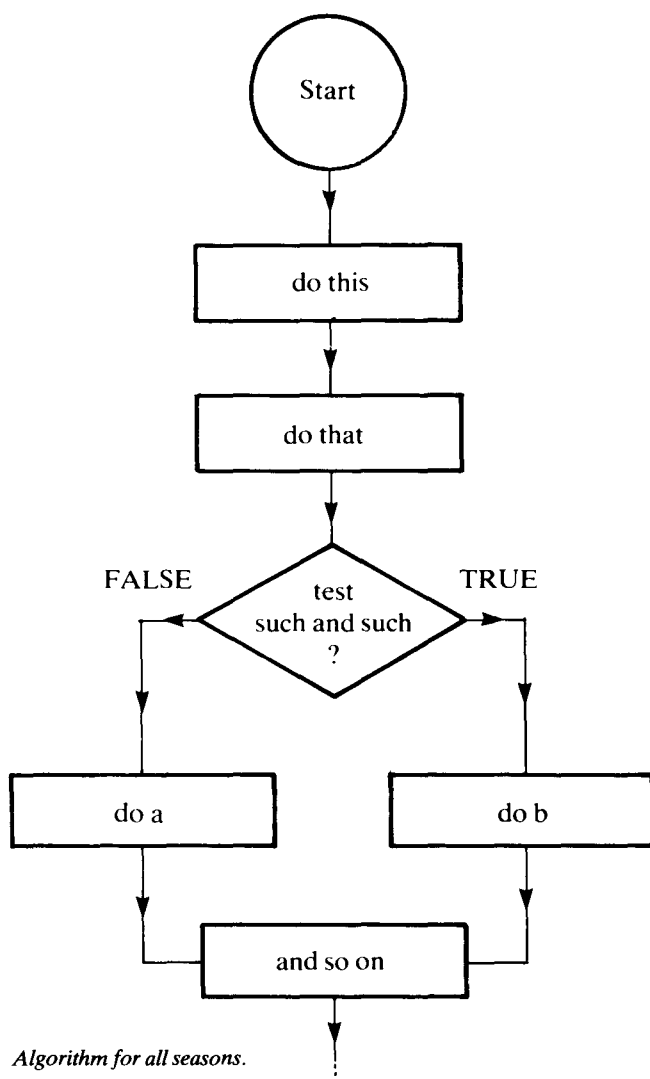 Start
do this
do that
FALSE
TRUE
test
such and such
?
do a
do b
and so on
Algorithm for all seasons.